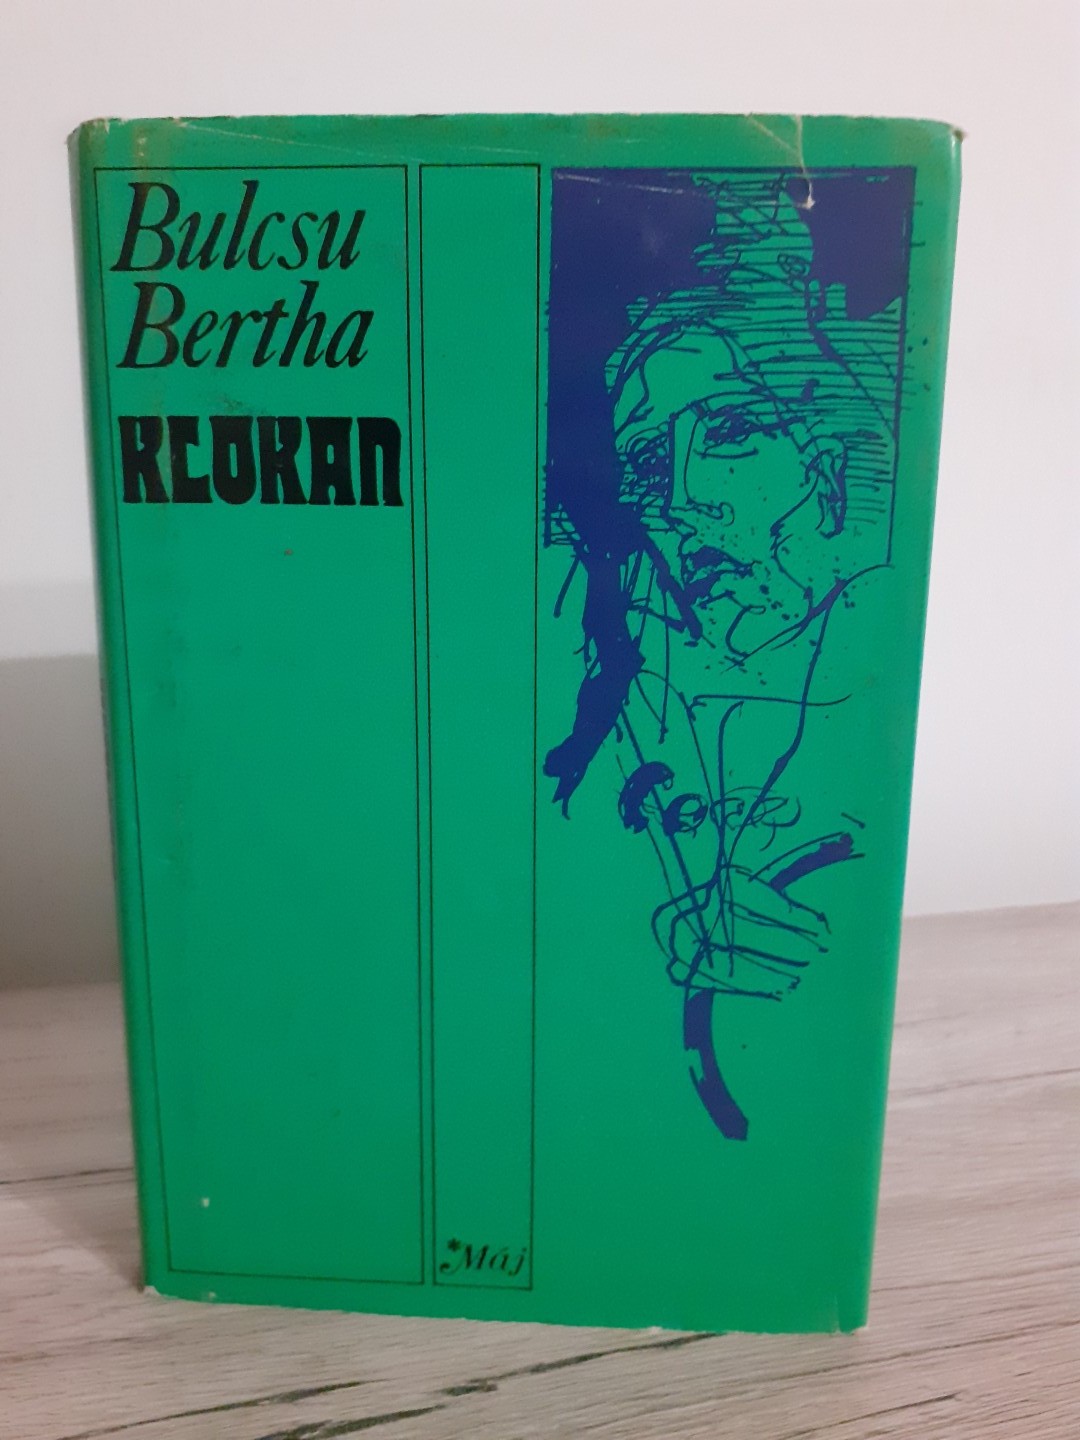 Bulcsu
Bertha
KLOKAN
*Máj